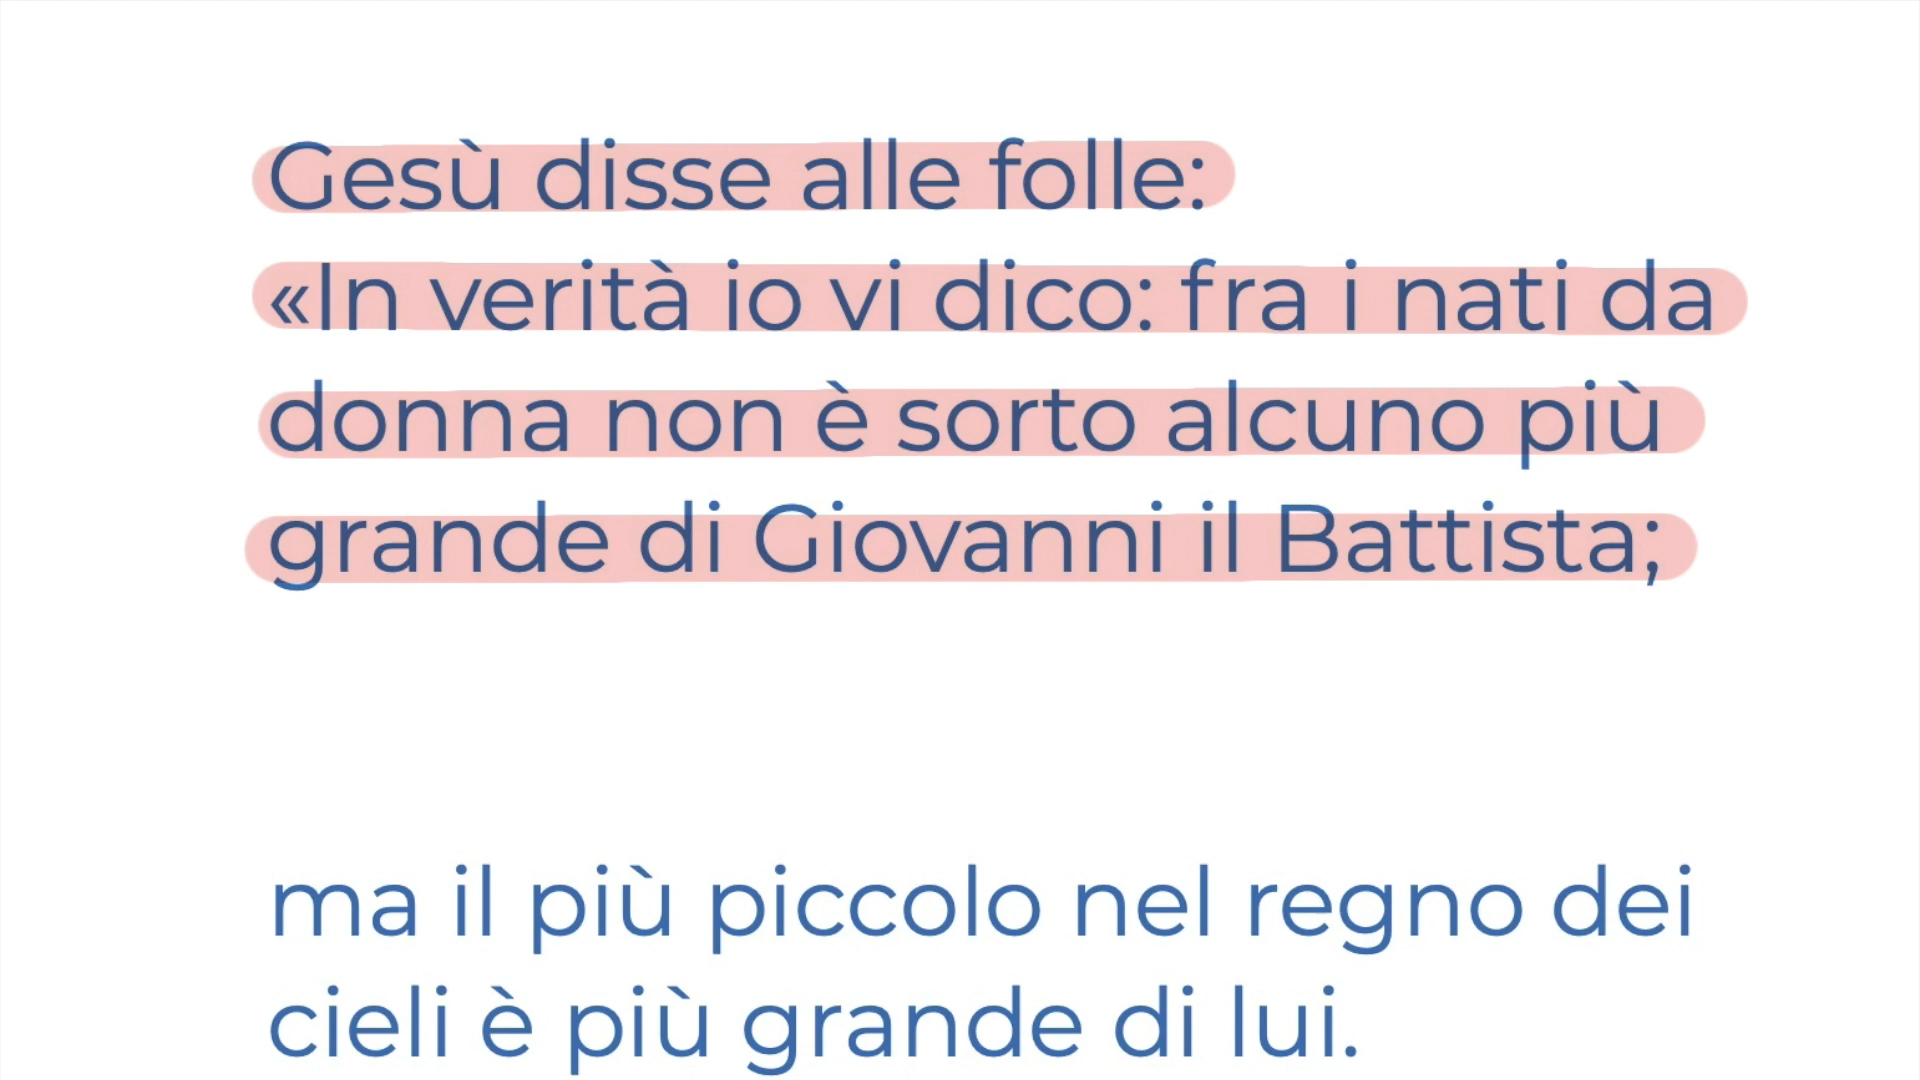 Gesù disse alle folle:
«In verità io vi dico: fra i nati da
donna non è sorto alcuno più
grande di Giovanni il Battista;
ma il più piccolo nel regno dei
cieli è più grande di lui.